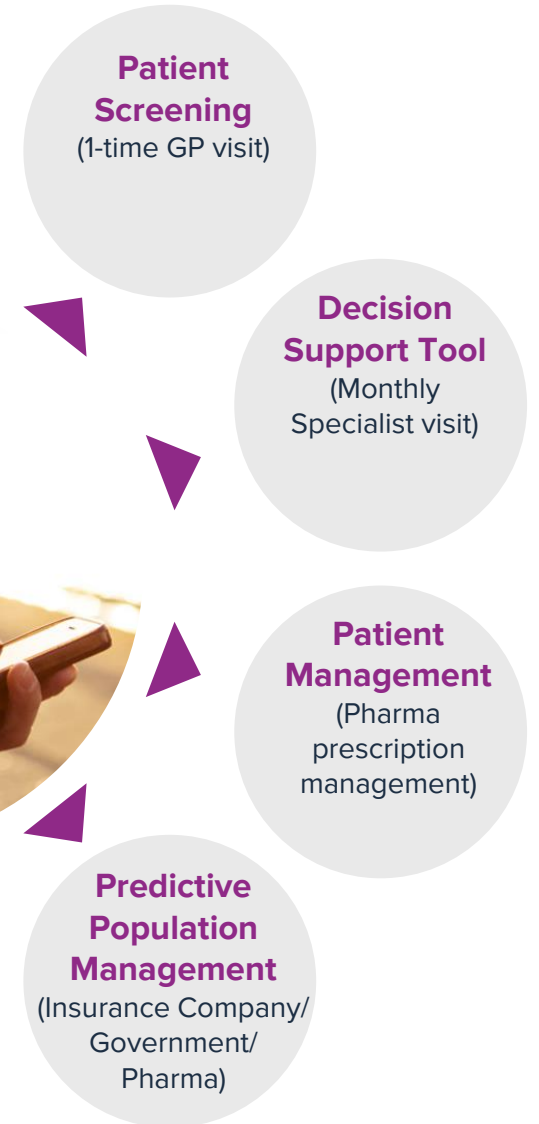 Patient
Screening
(1-time GP visit)
Decision
Support Tool
(Monthly
Specialist visit)
Patient
Management
(Pharma
prescription
management)
Predictive
Population
Management
(Insurance Company/
Government/
Pharma)